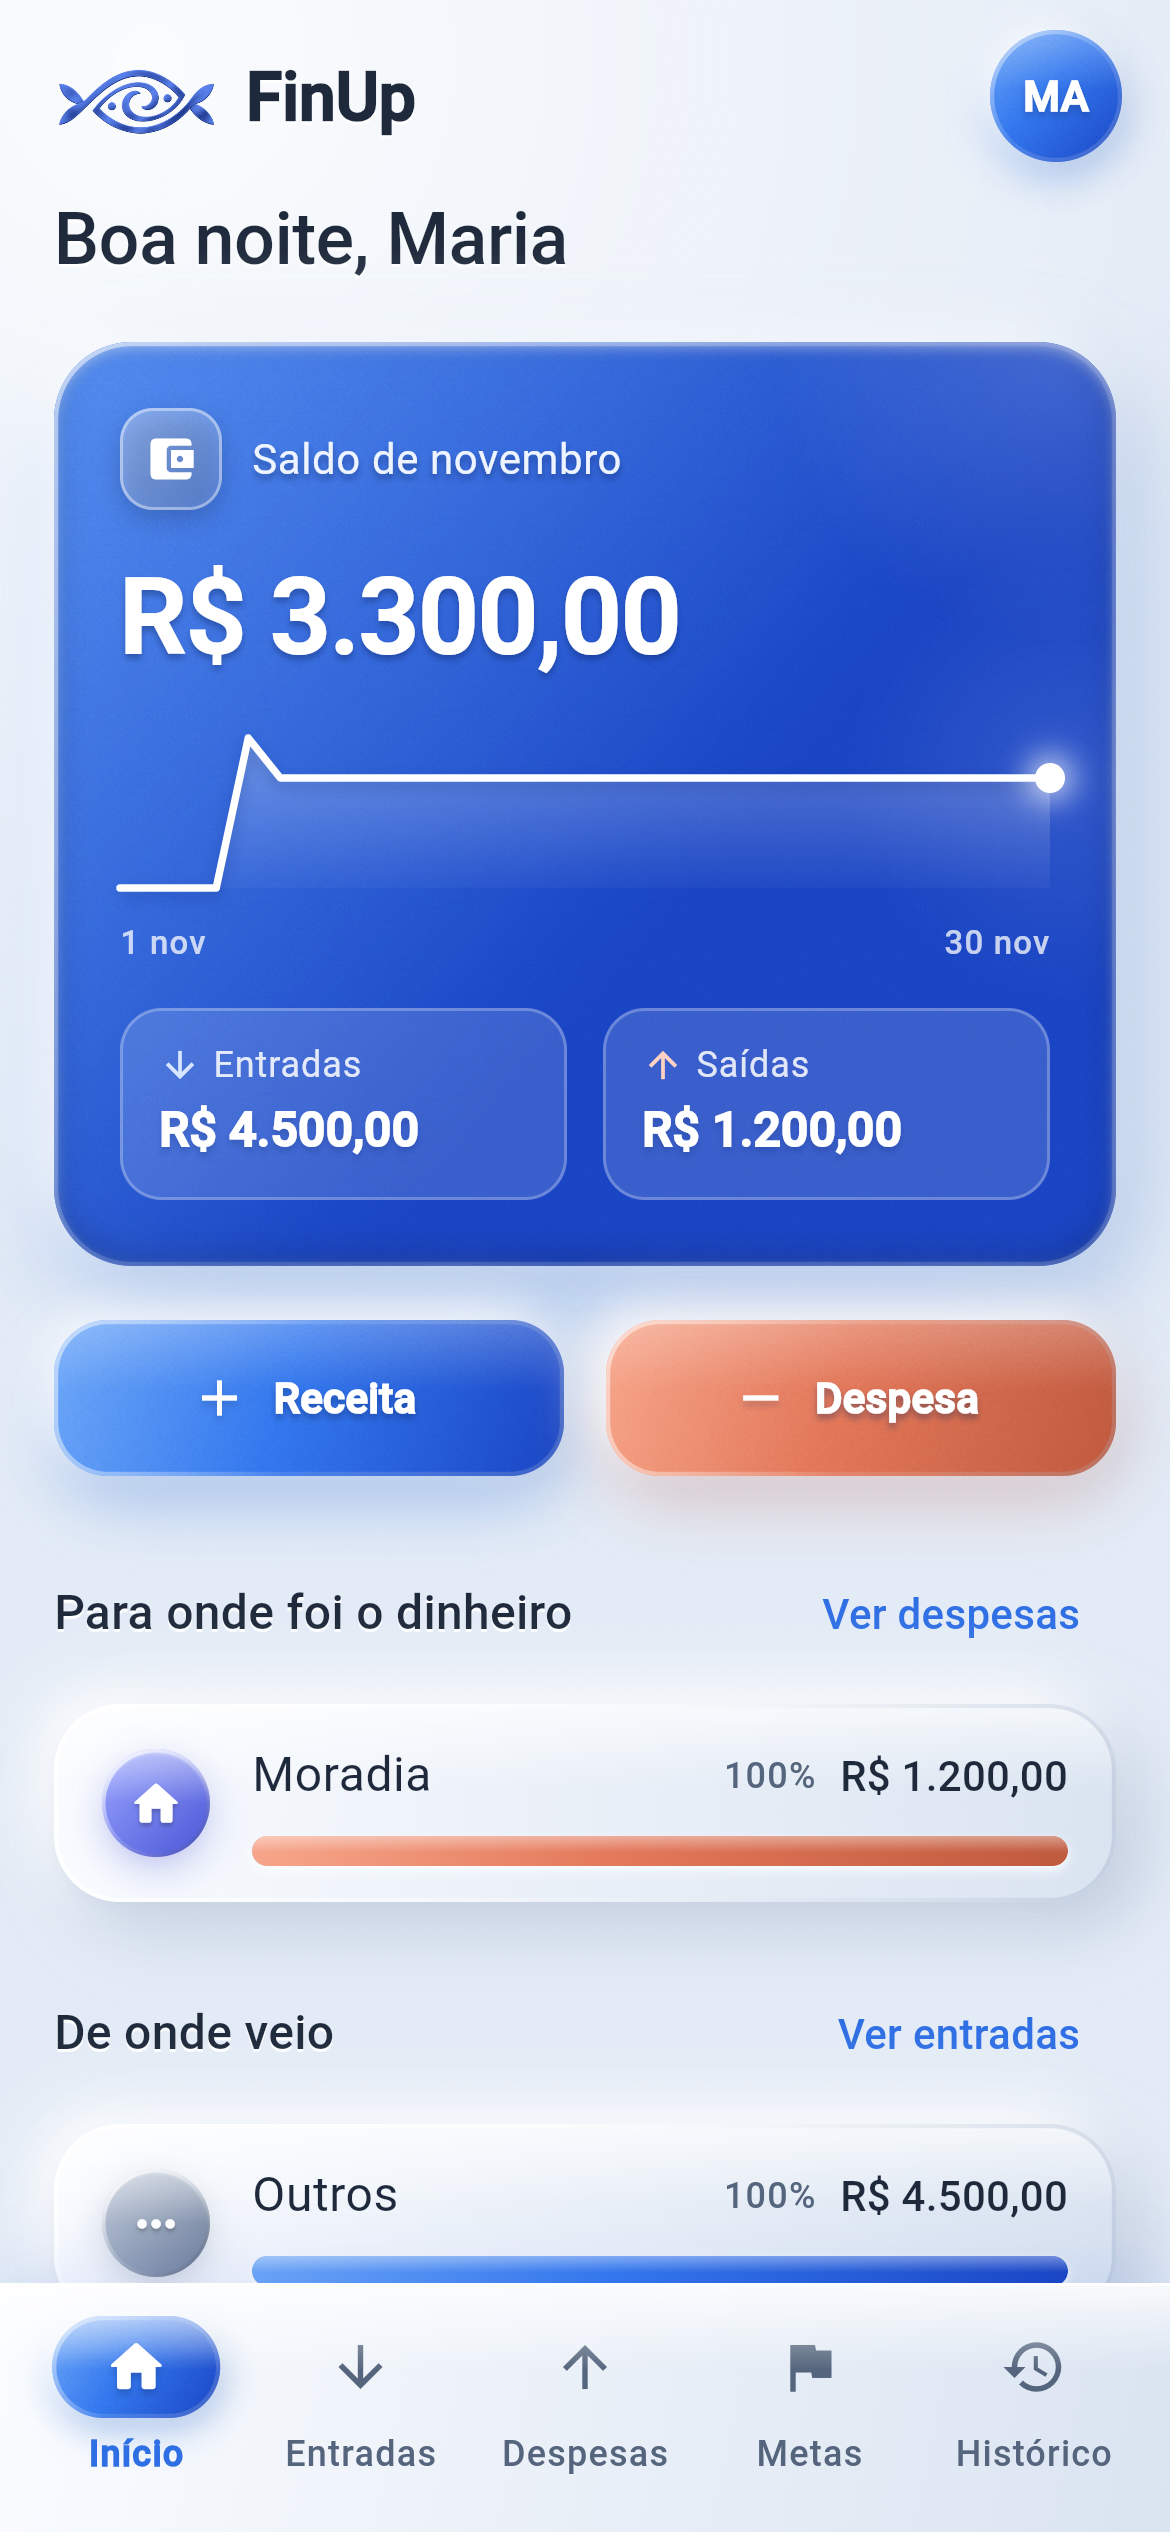 FinUp
MA
Boa noite, Maria
Saldo de novembro
R$ 3.300,00
1 nov
30 nov
Entradas
R$ 4.500,00
Saídas
R$ 1.200,00
Receita
Despesa
Para onde foi o dinheiro
Ver despesas
Moradia
100% R$ 1.200,00
De onde veio
Ver entradas
Outros
100% R$ 4.500,00
Início
Entradas
Despesas
Metas
Histórico